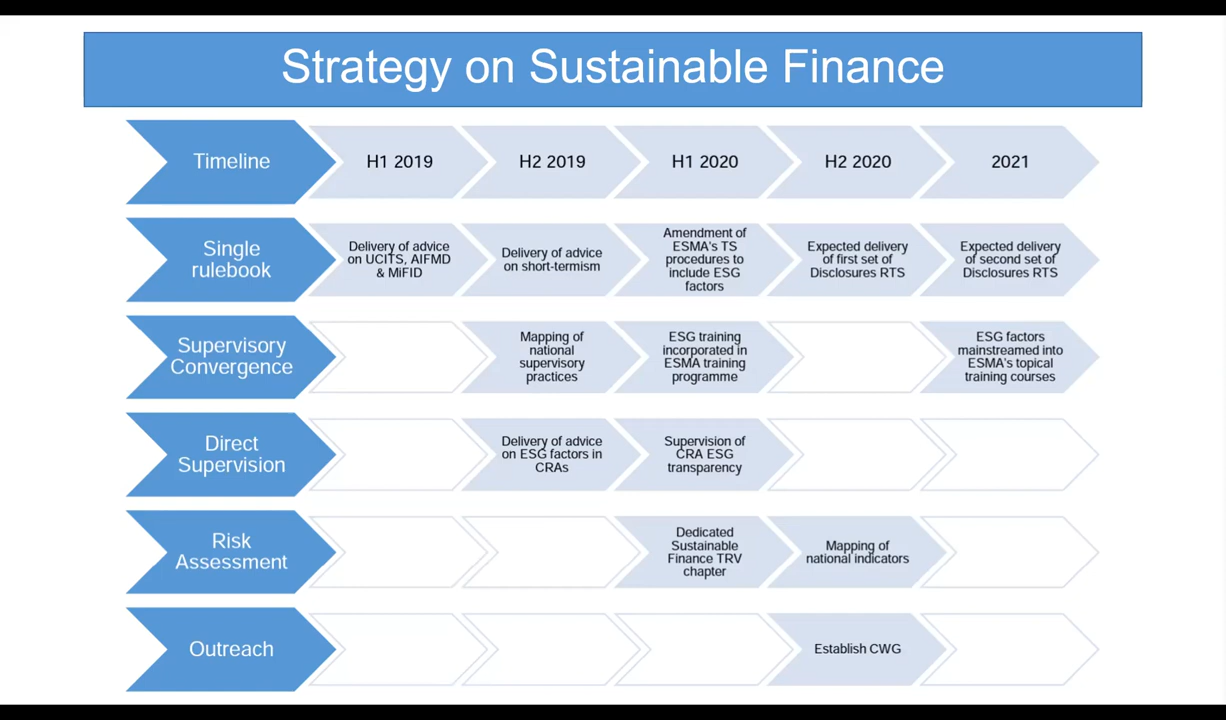 Strategy on Sustainable Finance
Timeline
H1 2019
H2 2019
H1 2020
H2 2020
2021
Single
rulebook
Delivery of advice
on UCITS, AIFMD
& MiFID
Delivery of advice
on short-termism
Amendment of
ESMA's TS
procedures to
include ESG
factors
Expected delivery
of first set of
Disclosures RTS
Expected delivery
of second set of
Disclosures RTS
Supervisory
Convergence
Mapping of
national
supervisory
practices
ESG training
incorporated in
ESMA training
programme
ESG factors
mainstreamed into
ESMA's topical
training courses
Direct
Supervision
Delivery of advice
on ESG factors in
CRAs
Supervision of
CRA ESG
transparency
Risk
Assessment
Dedicated
Sustainable
Finance TRV
chapter
Mapping of
national indicators
Outreach
Establish CWG